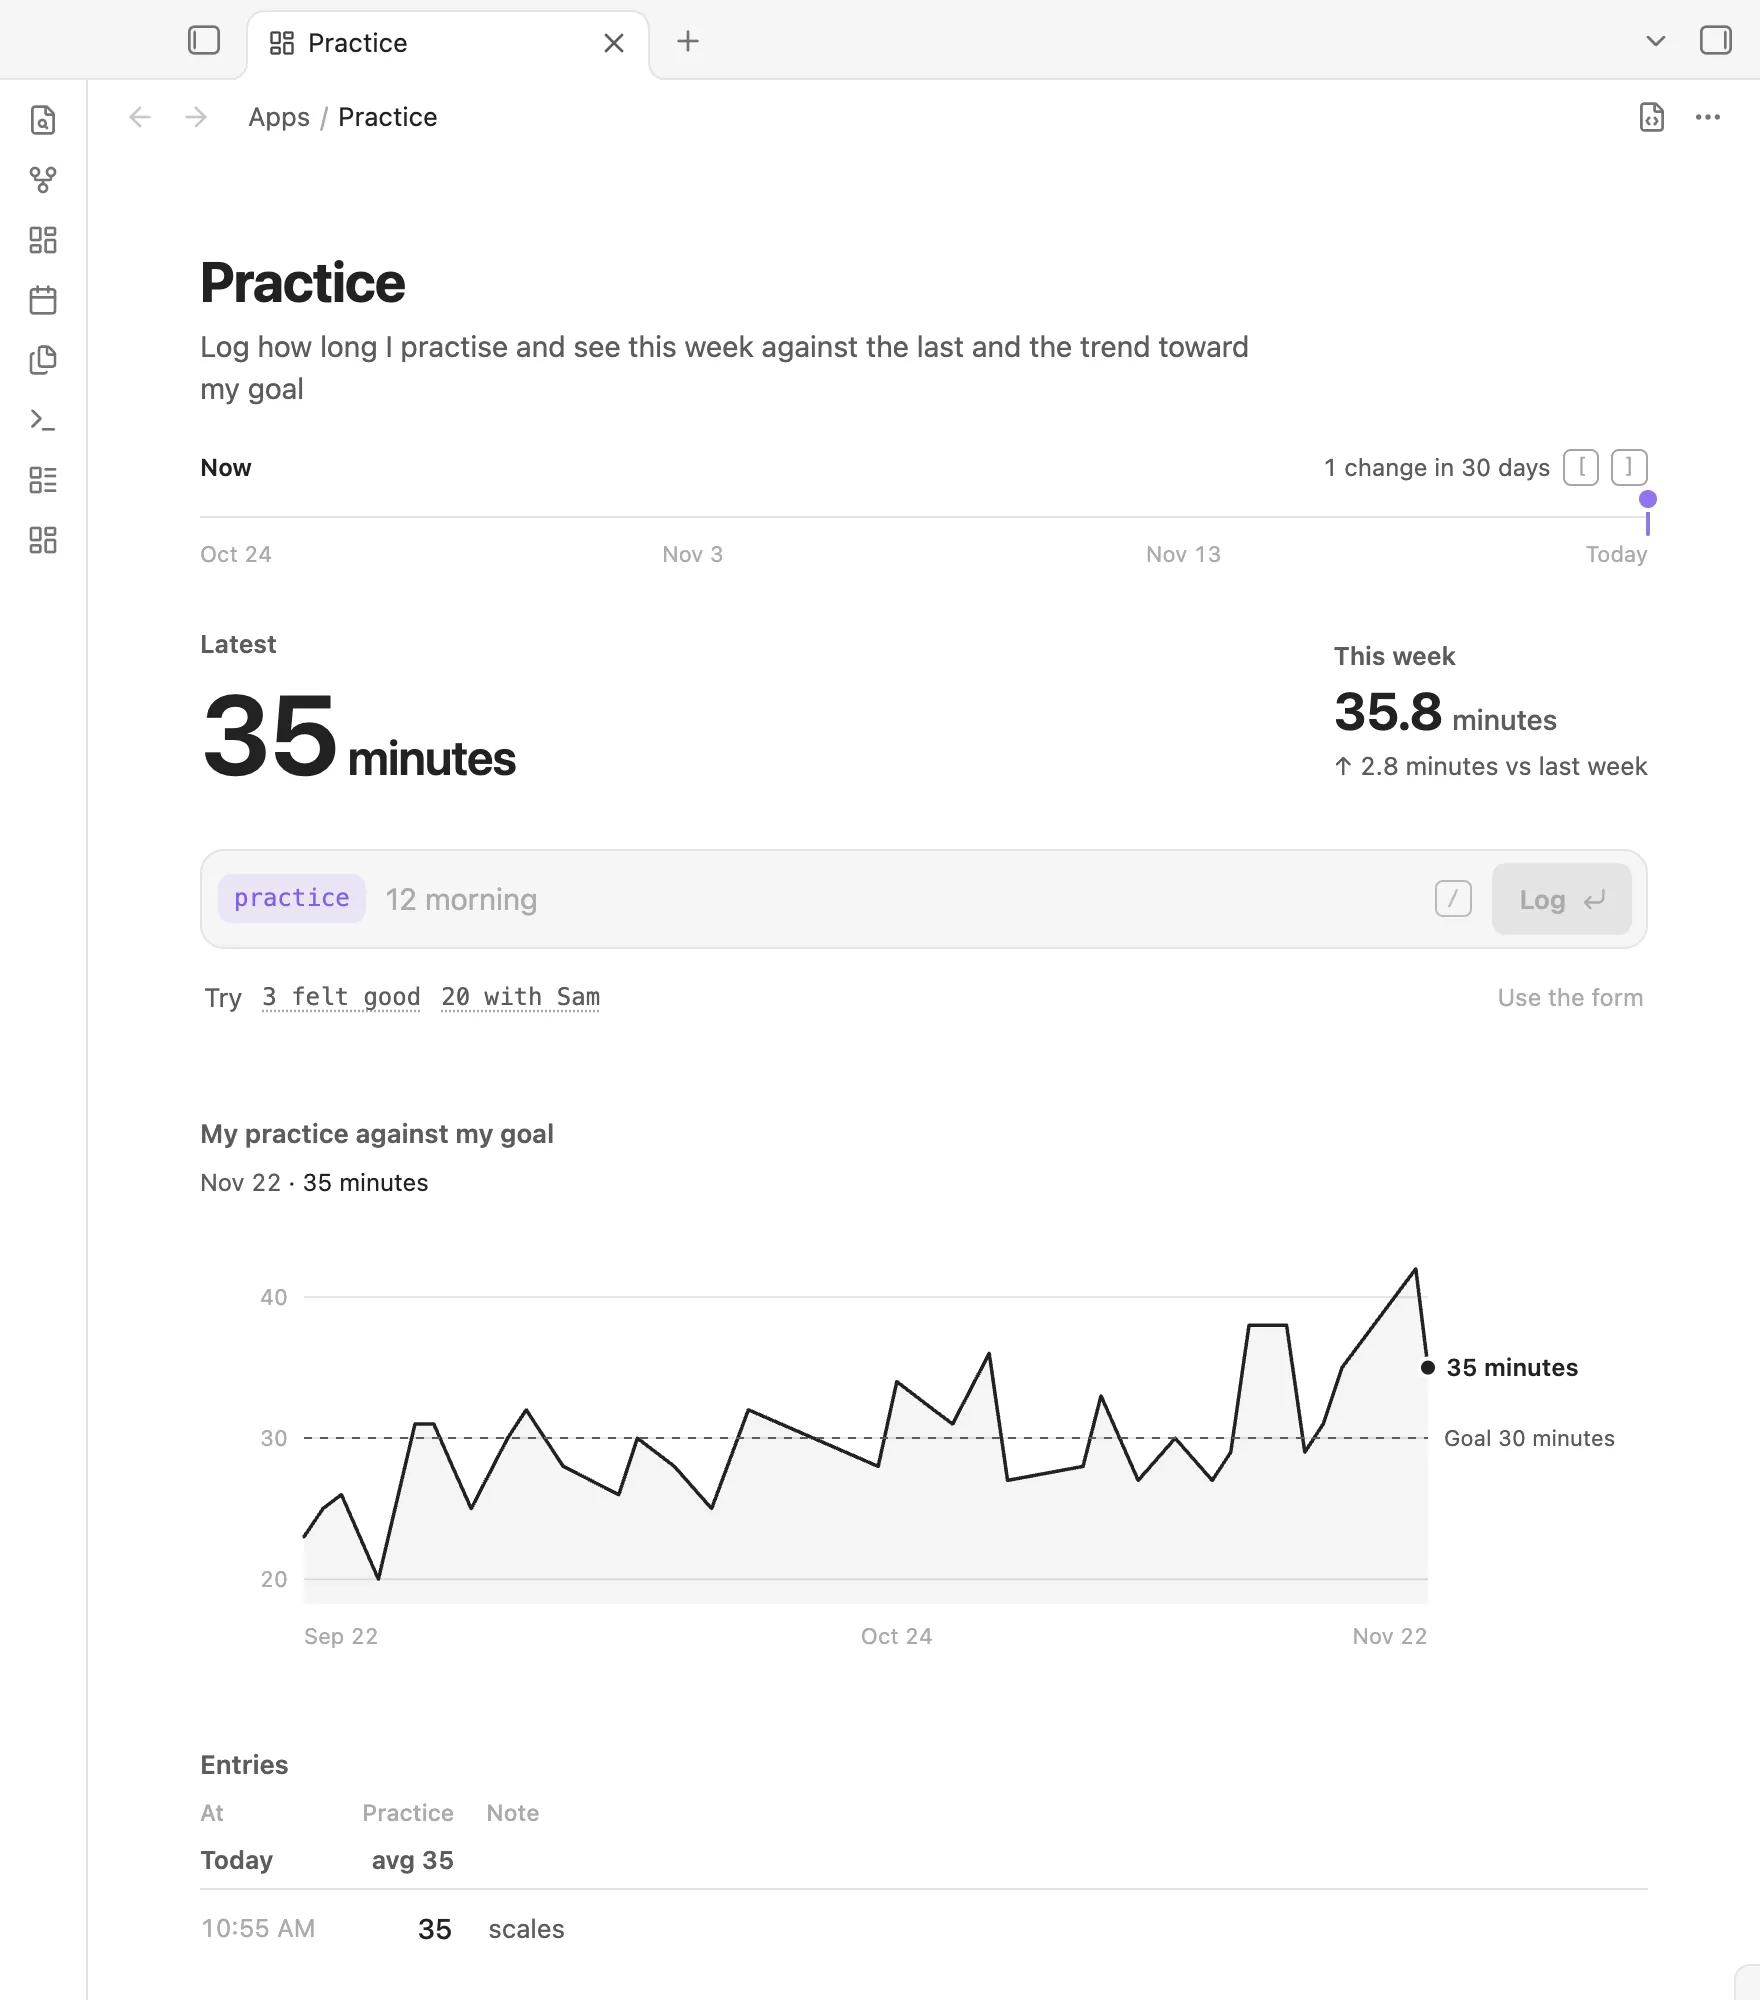 Practice
Apps / Practice
Practice
Log how long I practise and see this week against the last and the trend toward
my goal
Now
1 change in 30 days [ ]
Oct 24 Nov 3 Nov 13 Today
Latest
35 minutes
This week
35.8 minutes
↑ 2.8 minutes vs last week
practice 12 morning / Log
Try 3 felt good 20 with Sam Use the form
My practice against my goal
Nov 22 · 35 minutes
40
35 minutes
30 Goal 30 minutes
20
Sep 22 Oct 24 Nov 22
Entries
At Practice Note
Today avg 35
10:55 AM 35 scales